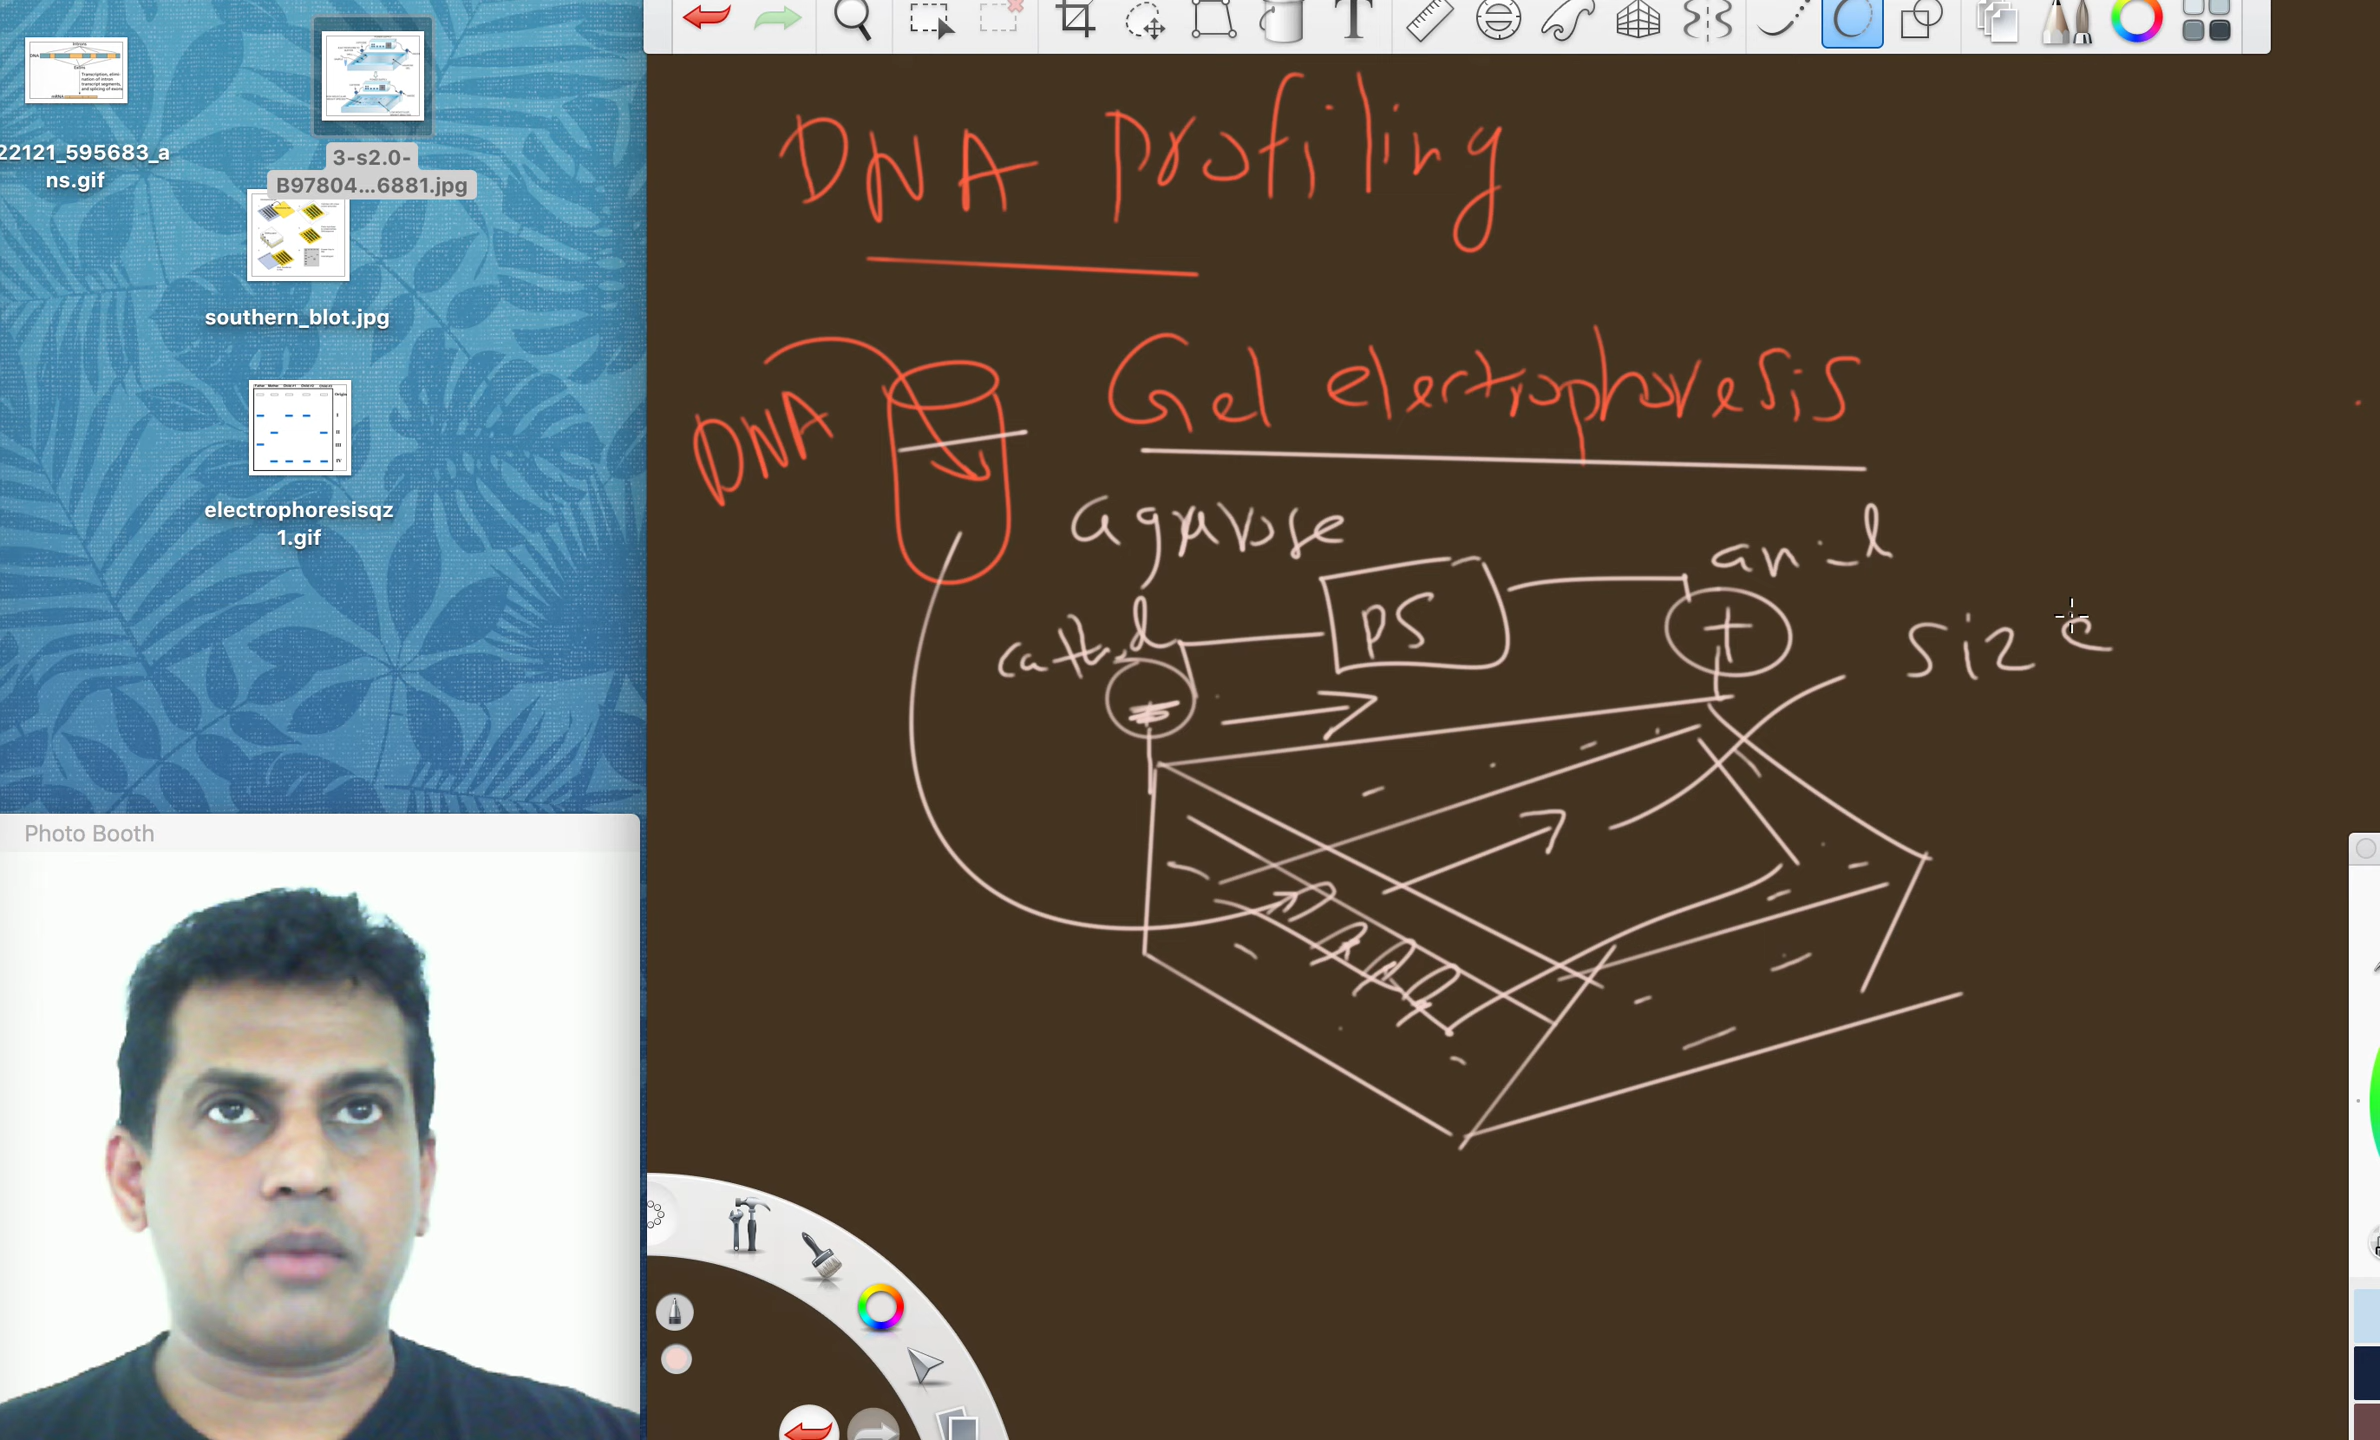 22121_595683_a
ns.gif
3-s2.0-
B97804...6881.jpg
southern_blot.jpg
electrophoresisqz
1.gif
Photo Booth
DNA profiling
DNA
Gel electrophoresis
agarose
PS
+
size
-